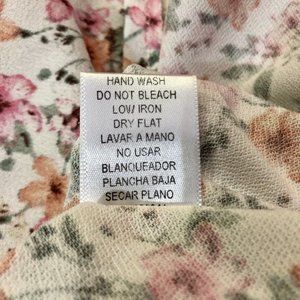 HAND WASH
DO NOT BLEACH
LOW IRON
DRY FLAT
LAVAR A MANO
NO USAR
BLANQUEADOR
PLANCHA BAJA
SECAR PLANO